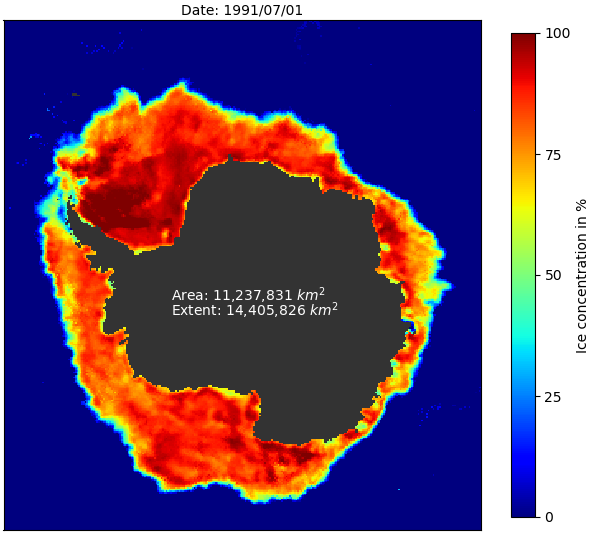 Date: 1991/07/01
Area: 11,237,831 km²
Extent: 14,405,826 km²
100
75
50
25
0
Ice concentration in %